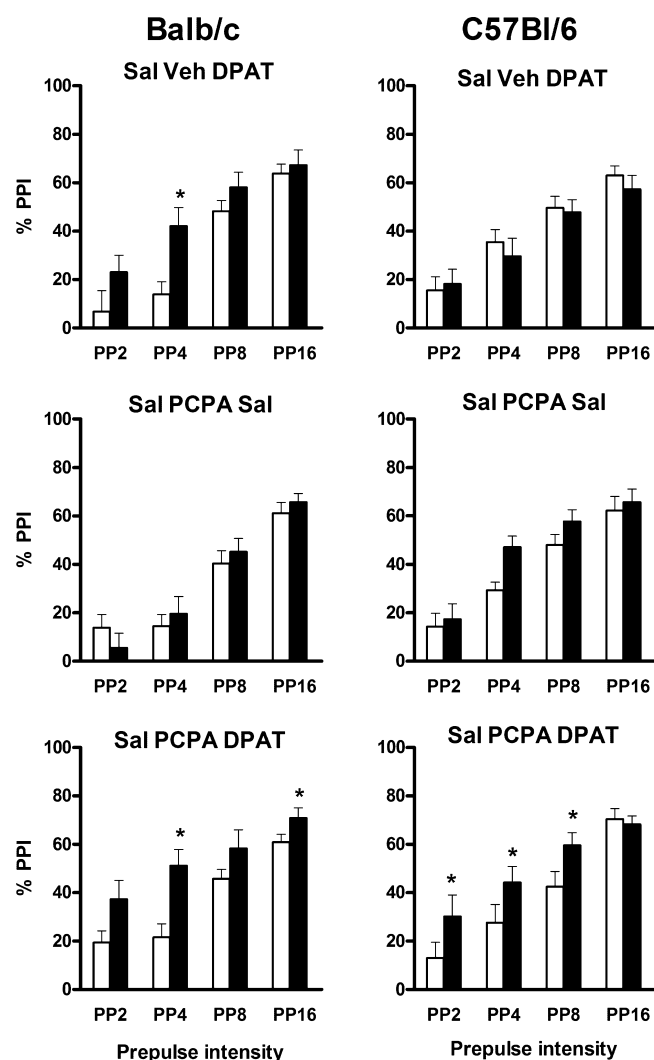 Balb/c C57Bl/6
Sal Veh DPAT
100
80
60
40
20
0
% PPI
*
PP2 PP4 PP8 PP16
Sal Veh DPAT
100
80
60
40
20
0
PP2 PP4 PP8 PP16
Sal PCPA Sal
100
80
60
40
20
0
% PPI
PP2 PP4 PP8 PP16
Sal PCPA Sal
100
80
60
40
20
0
PP2 PP4 PP8 PP16
Sal PCPA DPAT
100
80
60
40
20
0
% PPI
* *
PP2 PP4 PP8 PP16
Prepulse intensity
Sal PCPA DPAT
100
80
60
40
20
0
* * *
PP2 PP4 PP8 PP16
Prepulse intensity